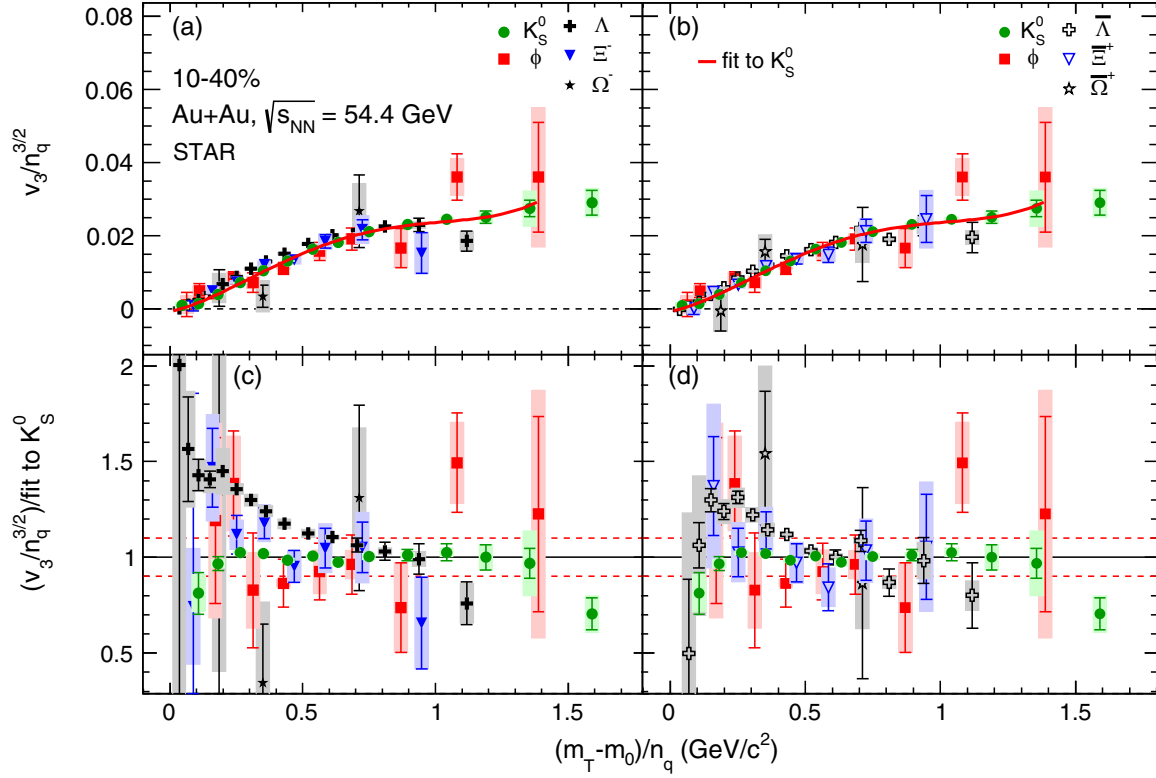 (a)
K_S^0
Λ
φ
Ξ^-
Ω^-
10-40%
Au+Au, √s_NN = 54.4 GeV
STAR
(b)
fit to K_S^0
K_S^0
Λ̅
φ
Ξ̅^+
Ω̅^+
v_3/n_q^{3/2}
0.08
0.06
0.04
0.02
0
(c)
(d)
(v_3/n_q^{3/2})/fit to K_S^0
2
1.5
1
0.5
0
0.5
1
1.5
0
0.5
1
1.5
(m_T-m_0)/n_q (GeV/c^2)